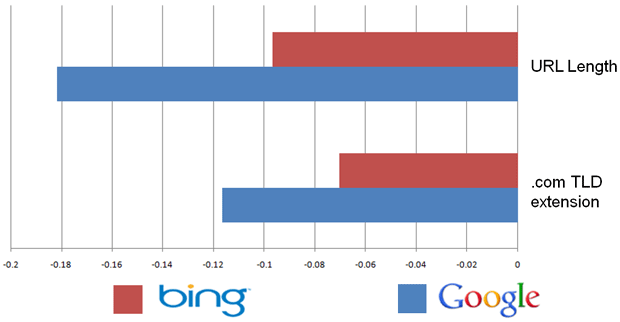 URL Length
.com TLD
extension
-0.2 -0.18 -0.16 -0.14 -0.12 -0.1 -0.08 -0.06 -0.04 -0.02 0
bing Google